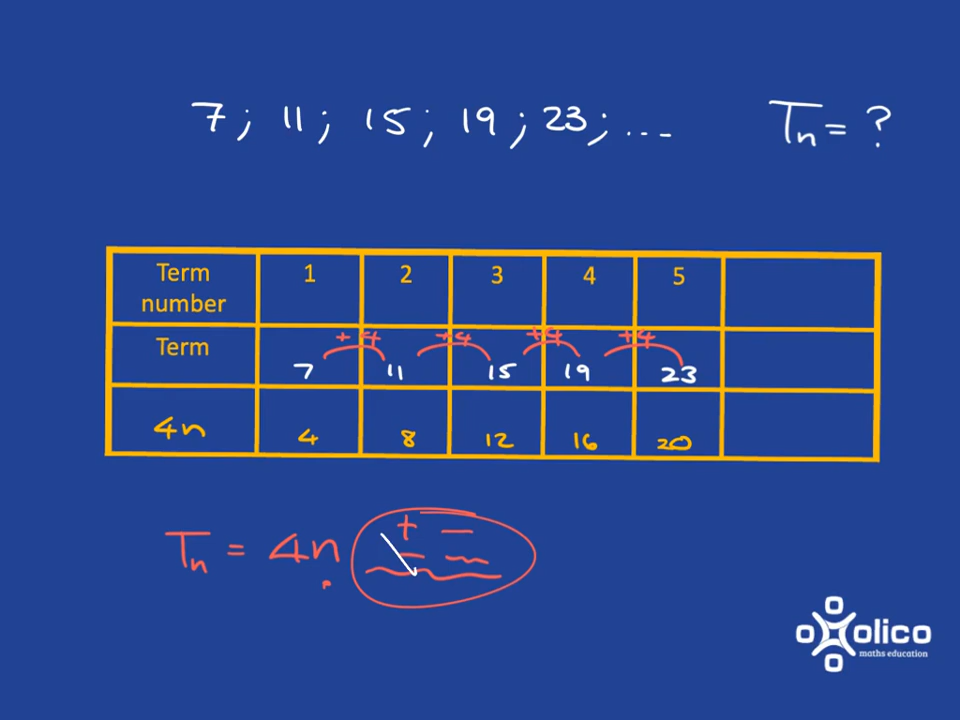 7 ; 11 ; 15 ; 19 ; 23 ; ... Tn = ?
Term number 1 2 3 4 5
+4 +4 +4 +4
Term 7 11 15 19 23
4n 4 8 12 16 20
Tn = 4n + –
olico
maths education